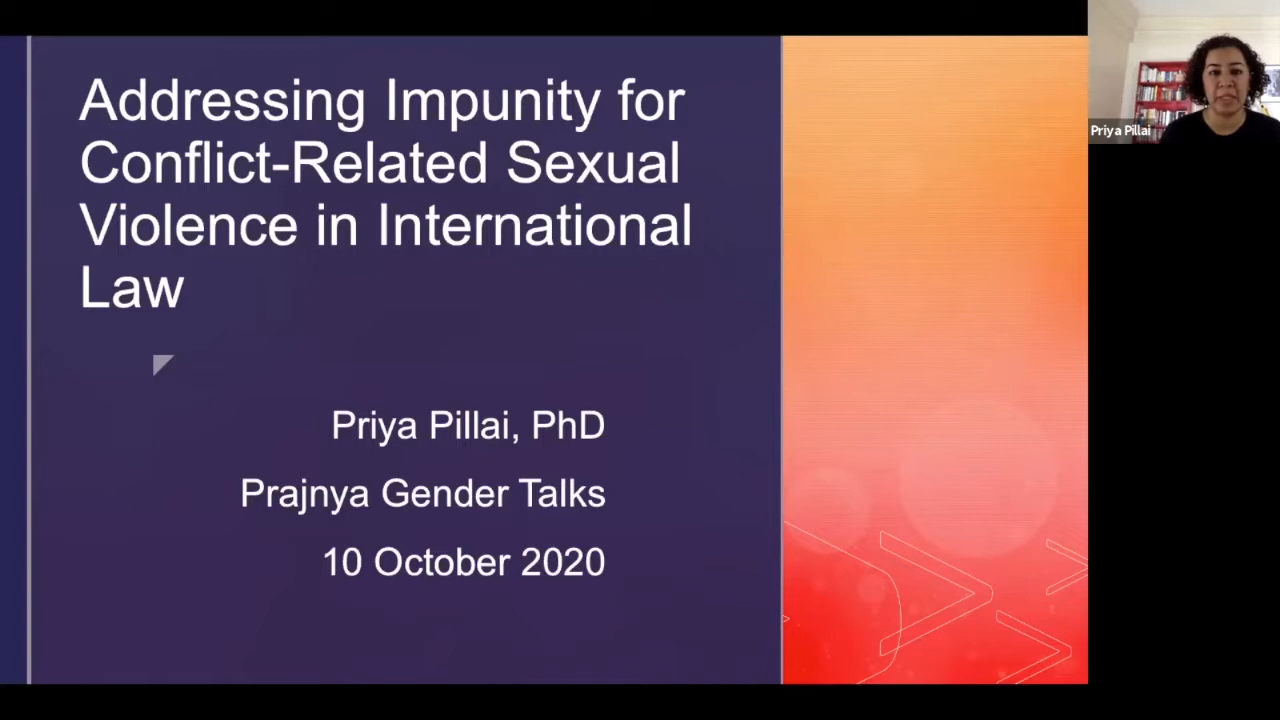 Addressing Impunity for
Conflict-Related Sexual
Violence in International
Law
Priya Pillai, PhD
Prajnya Gender Talks
10 October 2020
Priya Pillai